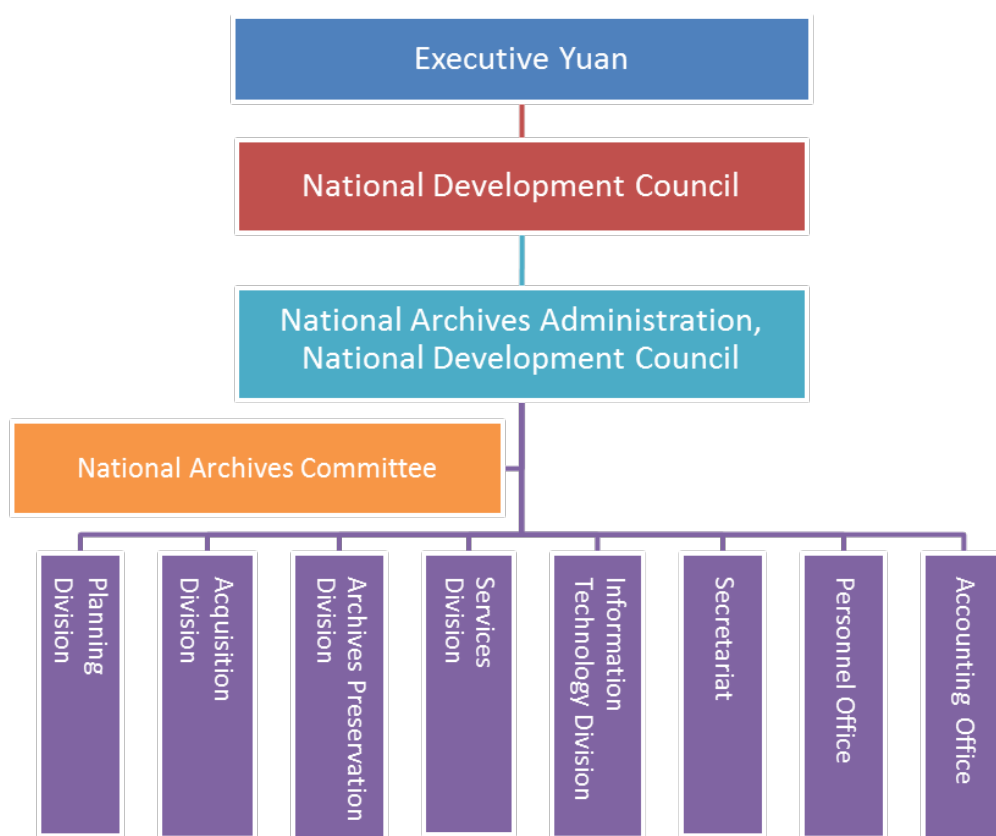 Executive Yuan
National Development Council
National Archives Administration,
National Development Council
National Archives Committee
Planning
Division
Acquisition
Division
Archives Preservation
Division
Services
Division
Information
Technology Division
Secretariat
Personnel Office
Accounting Office